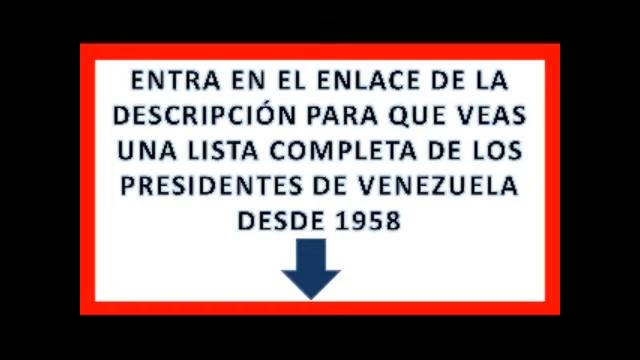 ENTRA EN EL ENLACE DE LA
DESCRIPCIÓN PARA QUE VEAS
UNA LISTA COMPLETA DE LOS
PRESIDENTES DE VENEZUELA
DESDE 1958